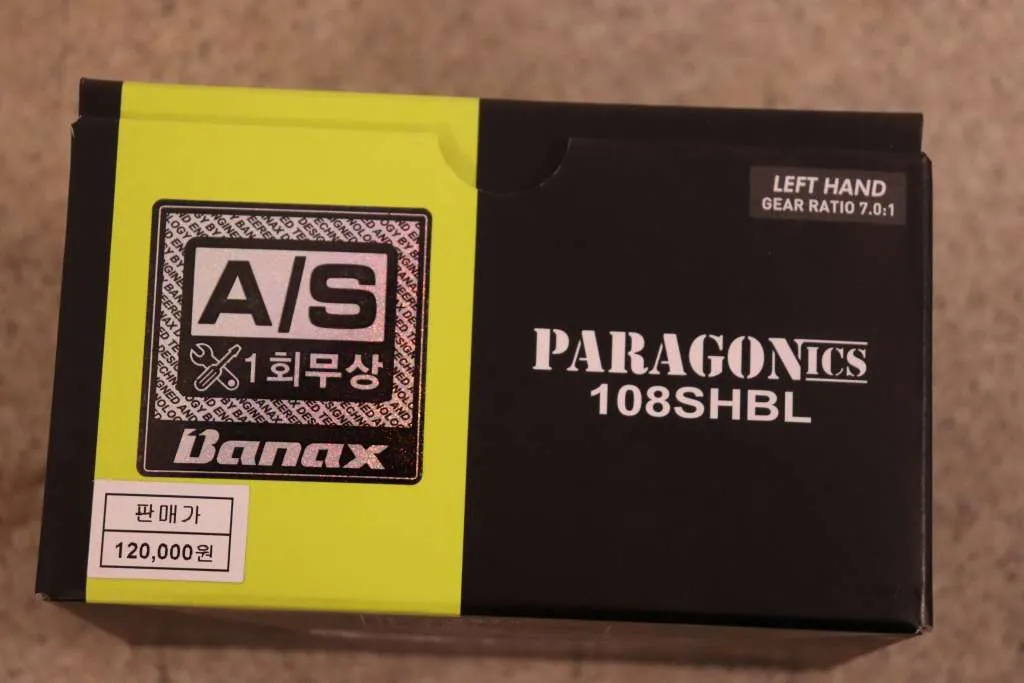 A/S
1회무상
Banax
판매가
120,000원
LEFT HAND
GEAR RATIO 7.0:1
PARAGONICS
108SHBL